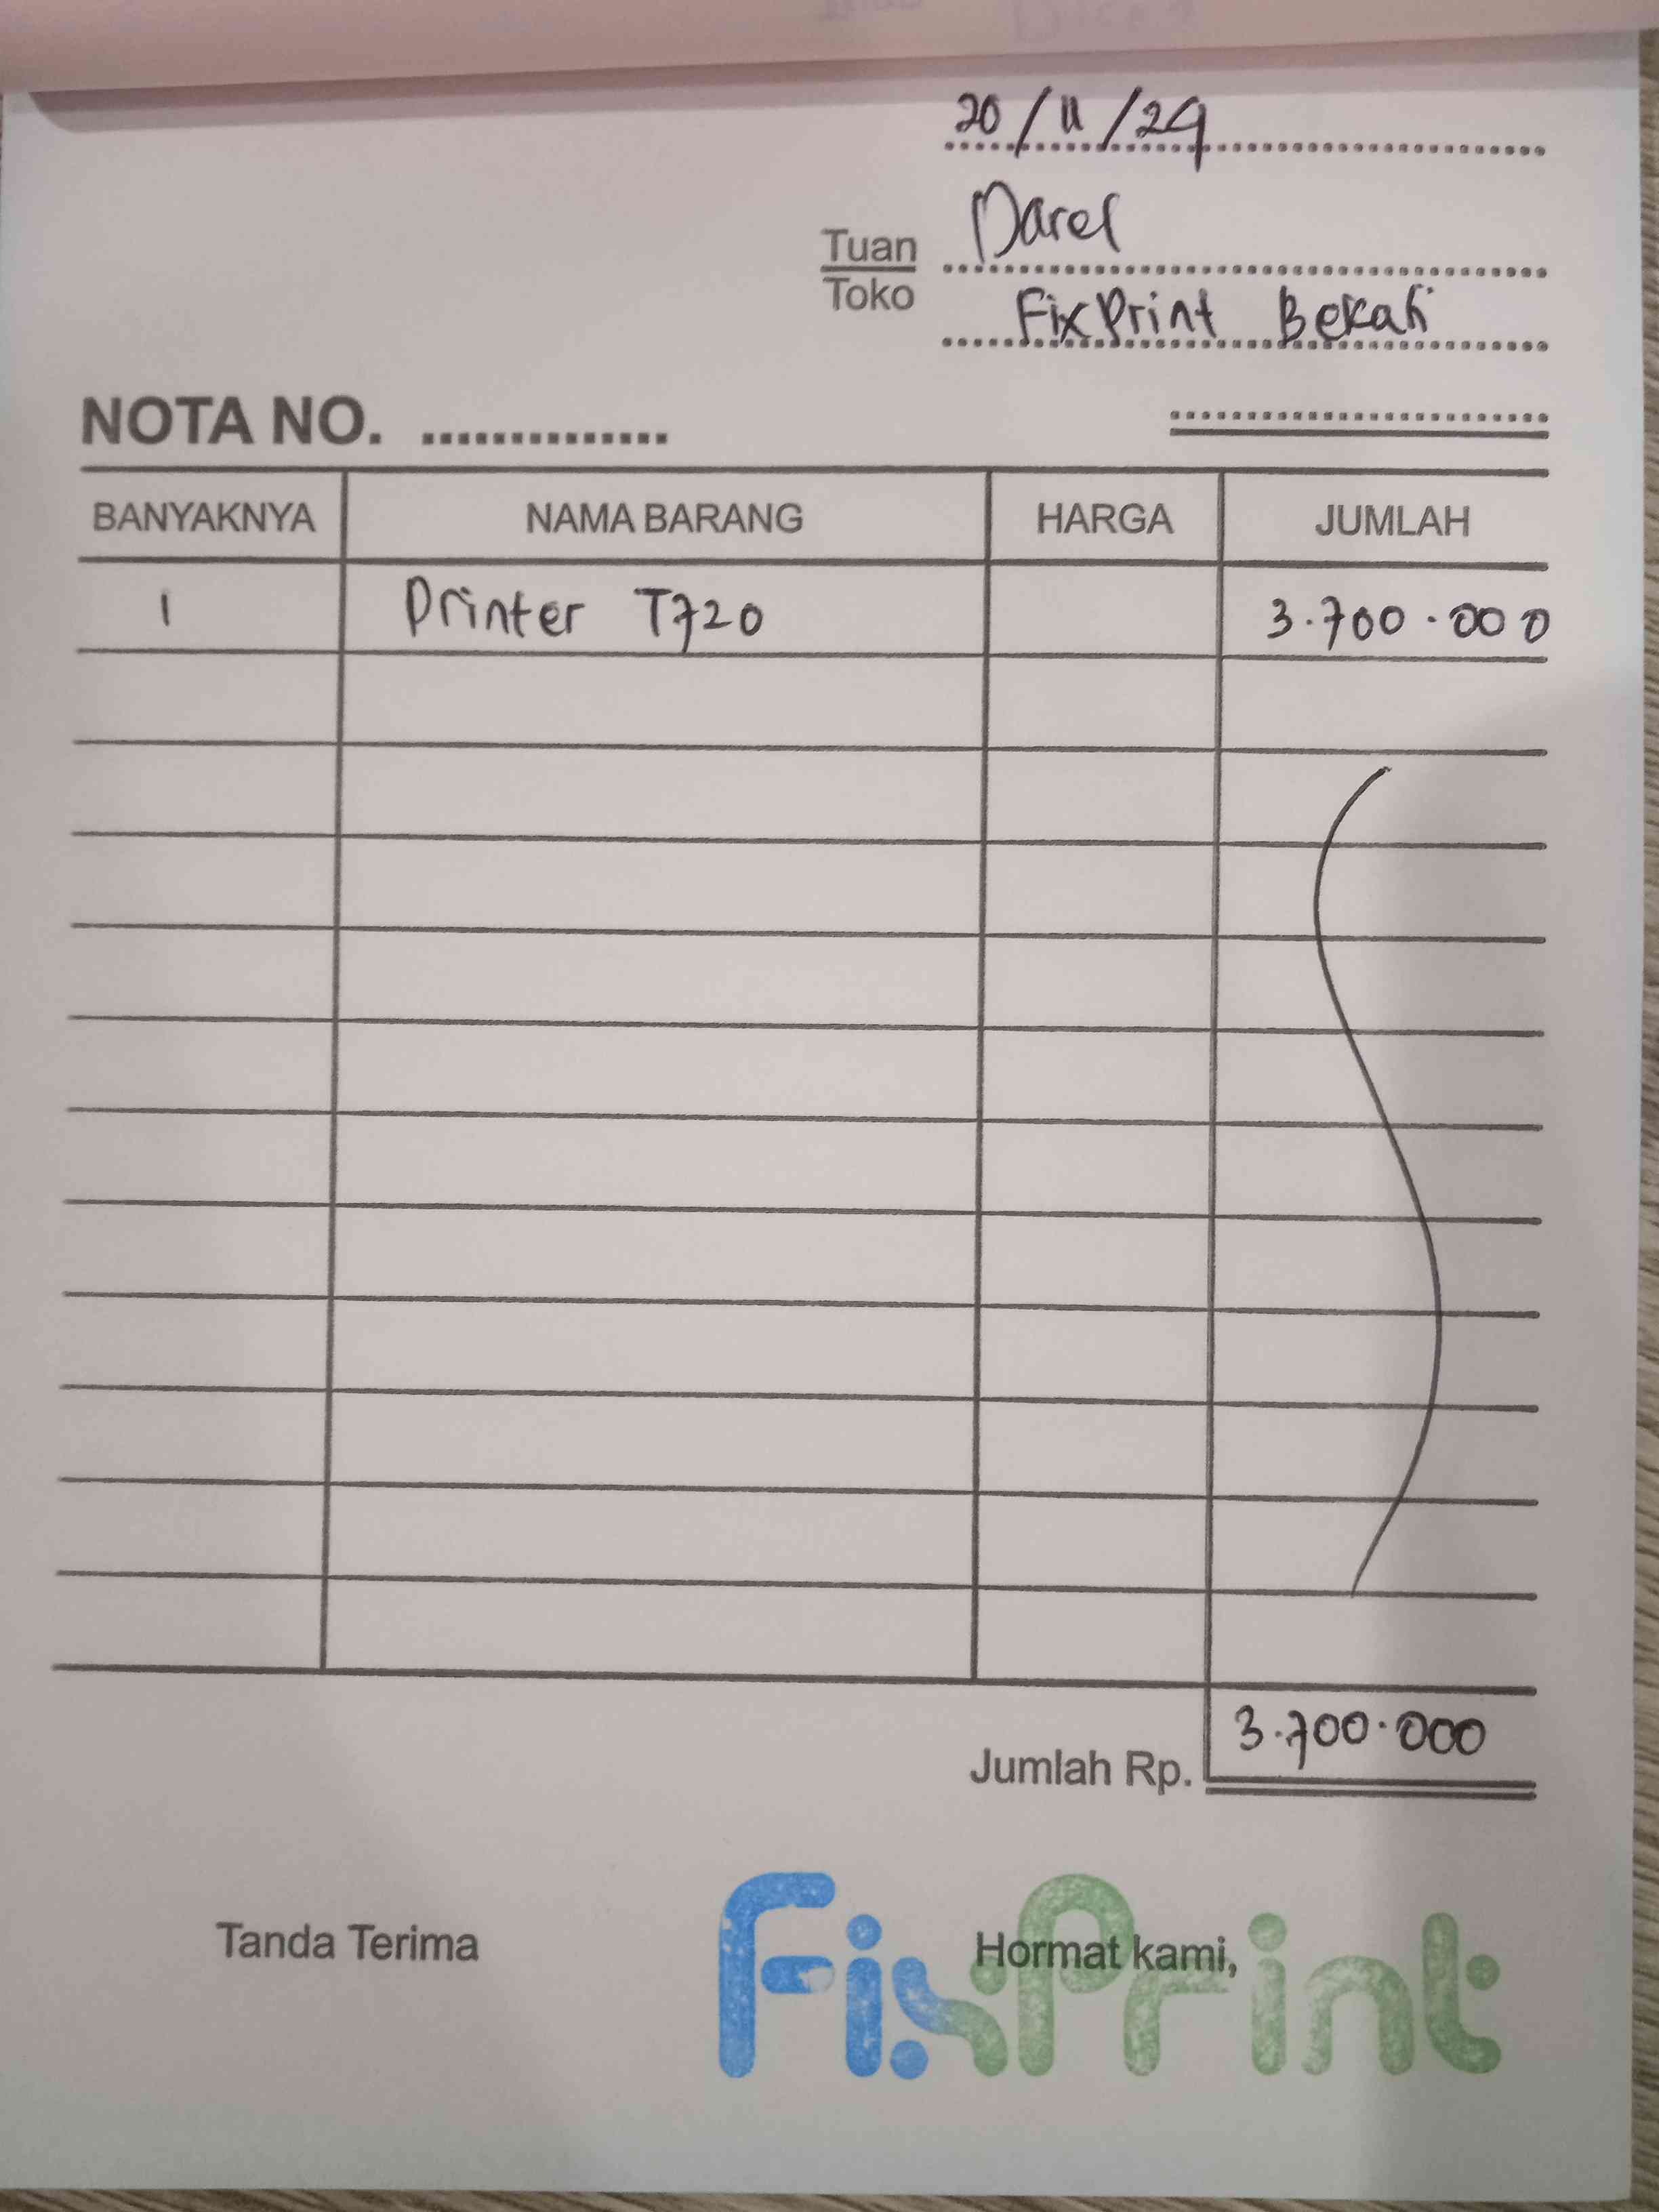 20/11/24
Tuan Darel
Toko FixPrint Bekasi
NOTA NO. ..............
BANYAKNYA NAMA BARANG HARGA JUMLAH
1 Printer T720 3.700.000
Jumlah Rp. 3.700.000
Tanda Terima Hormat kami,
FixPrint